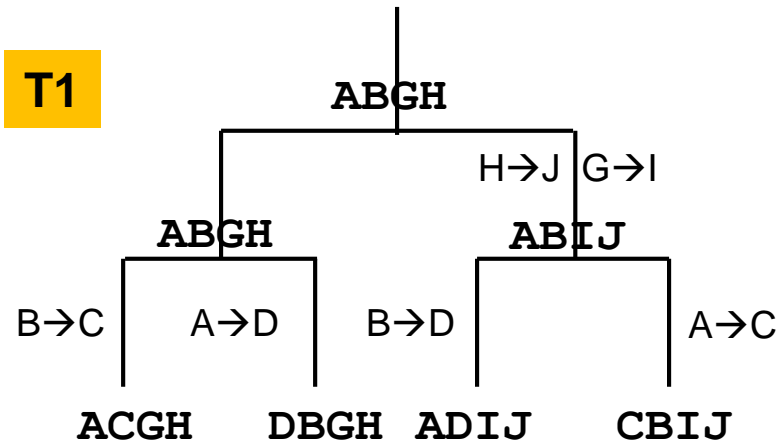 T1
ABGH
H→J G→I
ABGH ABIJ
B→C A→D B→D A→C
ACGH DBGH ADIJ CBIJ